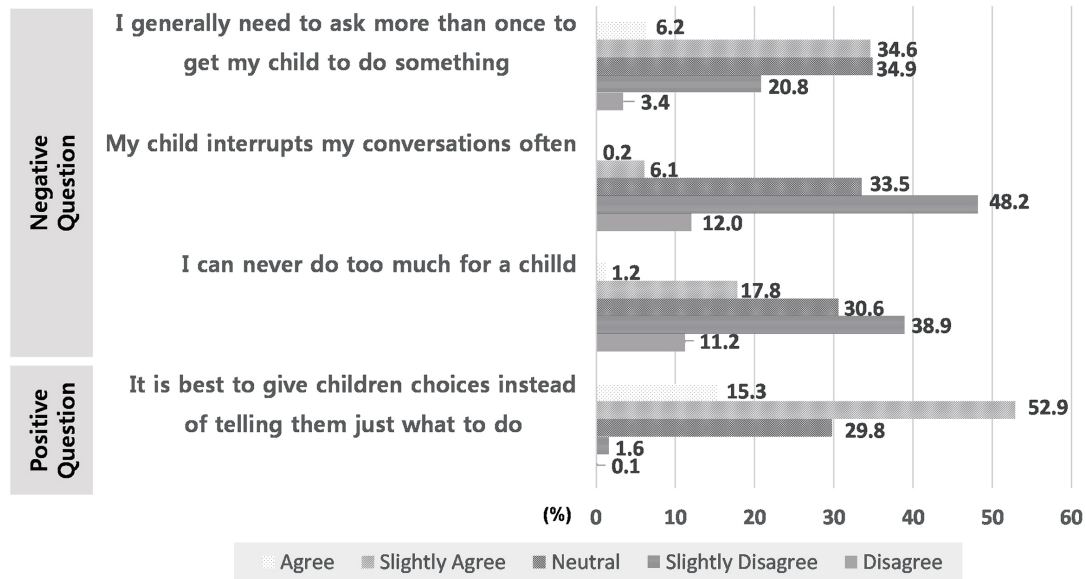 Negative
Question
I generally need to ask more than once to
get my child to do something
6.2
34.6
34.9
20.8
3.4
My child interrupts my conversations often
0.2
6.1
33.5
48.2
12.0
I can never do too much for a chilld
1.2
17.8
30.6
38.9
11.2
Positive
Question
It is best to give children choices instead
of telling them just what to do
15.3
52.9
29.8
1.6
0.1
(%) 0 10 20 30 40 50 60
Agree Slightly Agree Neutral Slightly Disagree Disagree